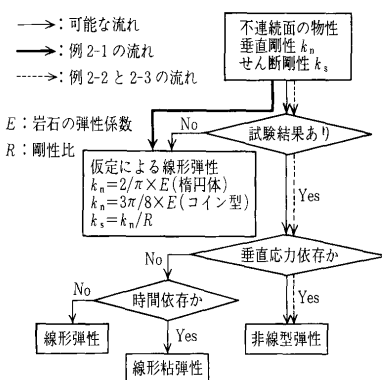 →：可能な流れ
→：例2-1の流れ
----→：例2-2と2-3の流れ
E：岩石の弾性係数
R：剛性比
不連続面の物性
垂直剛性kn
せん断剛性ks
No
試験結果あり
仮定による線形弾性
kn=2/π×E(楕円体)
kn=3π/8×E(コイン型)
ks=kn/R
Yes
垂直応力依存か
No
No
時間依存か
Yes
Yes
線形弾性
線形粘弾性
非線型弾性